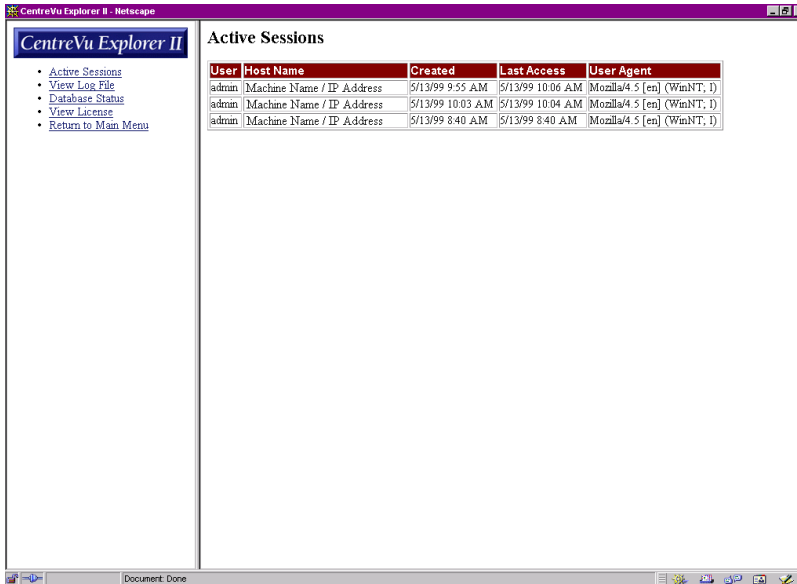 CentreVu Explorer II - Netscape
CentreVu Explorer II
Active Sessions
View Log File
Database Status
View License
Return to Main Menu
Active Sessions
User Host Name Created Last Access User Agent
admin Machine Name / IP Address 5/13/99 9:55 AM 5/13/99 10:06 AM Mozilla/4.5 [en] (WinNT; I)
admin Machine Name / IP Address 5/13/99 10:03 AM 5/13/99 10:04 AM Mozilla/4.5 [en] (WinNT; I)
admin Machine Name / IP Address 5/13/99 8:40 AM 5/13/99 8:40 AM Mozilla/4.5 [en] (WinNT; I)
Document: Done